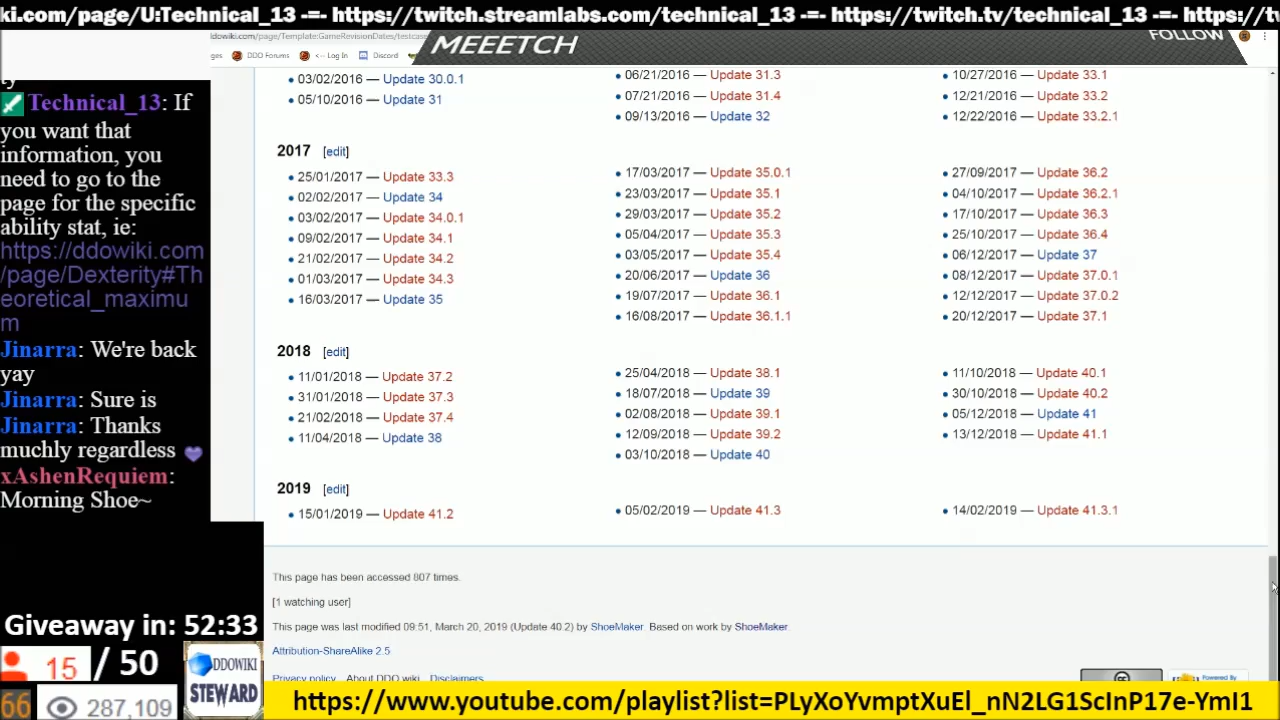 ki.com/page/U:Technical_13 -=- https://twitch.streamlabs.com/technical_13 -=- https://twitch.tv/technical_13 -=- https://tw
ddowiki.com/page/Template:GameRevisionDates/testcase
MEEETCH
FOLLOW
ges DDO Forums <-- Log In Discord
ty
Technical_13: If
you want that
information, you
need to go to the
page for the specific
ability stat, ie:
https://ddowiki.com
/page/Dexterity#Th
eoretical_maximu
m
Jinarra: We're back
yay
Jinarra: Sure is
Jinarra: Thanks
muchly regardless
xAshenRequiem:
Morning Shoe~
03/02/2016 — Update 30.0.1
05/10/2016 — Update 31
06/21/2016 — Update 31.3
07/21/2016 — Update 31.4
09/13/2016 — Update 32
10/27/2016 — Update 33.1
12/21/2016 — Update 33.2
12/22/2016 — Update 33.2.1
2017 [edit]
25/01/2017 — Update 33.3
02/02/2017 — Update 34
03/02/2017 — Update 34.0.1
09/02/2017 — Update 34.1
21/02/2017 — Update 34.2
01/03/2017 — Update 34.3
16/03/2017 — Update 35
17/03/2017 — Update 35.0.1
23/03/2017 — Update 35.1
29/03/2017 — Update 35.2
05/04/2017 — Update 35.3
03/05/2017 — Update 35.4
20/06/2017 — Update 36
19/07/2017 — Update 36.1
16/08/2017 — Update 36.1.1
27/09/2017 — Update 36.2
04/10/2017 — Update 36.2.1
17/10/2017 — Update 36.3
25/10/2017 — Update 36.4
06/12/2017 — Update 37
08/12/2017 — Update 37.0.1
12/12/2017 — Update 37.0.2
20/12/2017 — Update 37.1
2018 [edit]
11/01/2018 — Update 37.2
31/01/2018 — Update 37.3
21/02/2018 — Update 37.4
11/04/2018 — Update 38
25/04/2018 — Update 38.1
18/07/2018 — Update 39
02/08/2018 — Update 39.1
12/09/2018 — Update 39.2
03/10/2018 — Update 40
11/10/2018 — Update 40.1
30/10/2018 — Update 40.2
05/12/2018 — Update 41
13/12/2018 — Update 41.1
2019 [edit]
15/01/2019 — Update 41.2
05/02/2019 — Update 41.3
14/02/2019 — Update 41.3.1
This page has been accessed 807 times.
[1 watching user]
This page was last modified 09:51, March 20, 2019 (Update 40.2) by ShoeMaker. Based on work by ShoeMaker.
Attribution-ShareAlike 2.5
Privacy policy About DDO wiki Disclaimers
Powered By
Giveaway in: 52:33
15 / 50
66 287,109
DDOWIKI
STEWARD
https://www.youtube.com/playlist?list=PLyXoYvmptXuEl_nN2LG1ScInP17e-YmI1